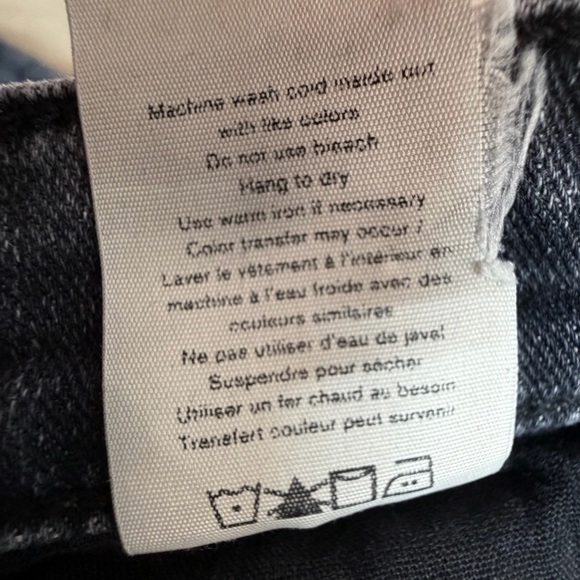 Machine wash cold inside out
with like colors
Do not use bleach
Hang to dry
Use warm iron if necessary
Color transfer may occur /
Laver le vêtement à l'intérieur en
machine à l'eau froide avec des
couleurs similaires
Ne pas utiliser d'eau de javel
Suspendre pour sécher
Utiliser un fer chaud au besoin
Transfert couleur peut survenir